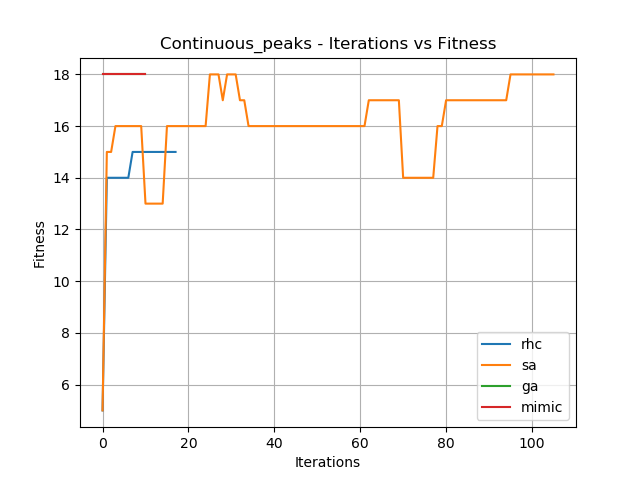 Continuous_peaks - Iterations vs Fitness
18
16
14
12
10
8
6
Fitness
0
20
40
60
80
100
Iterations
rhc
sa
ga
mimic